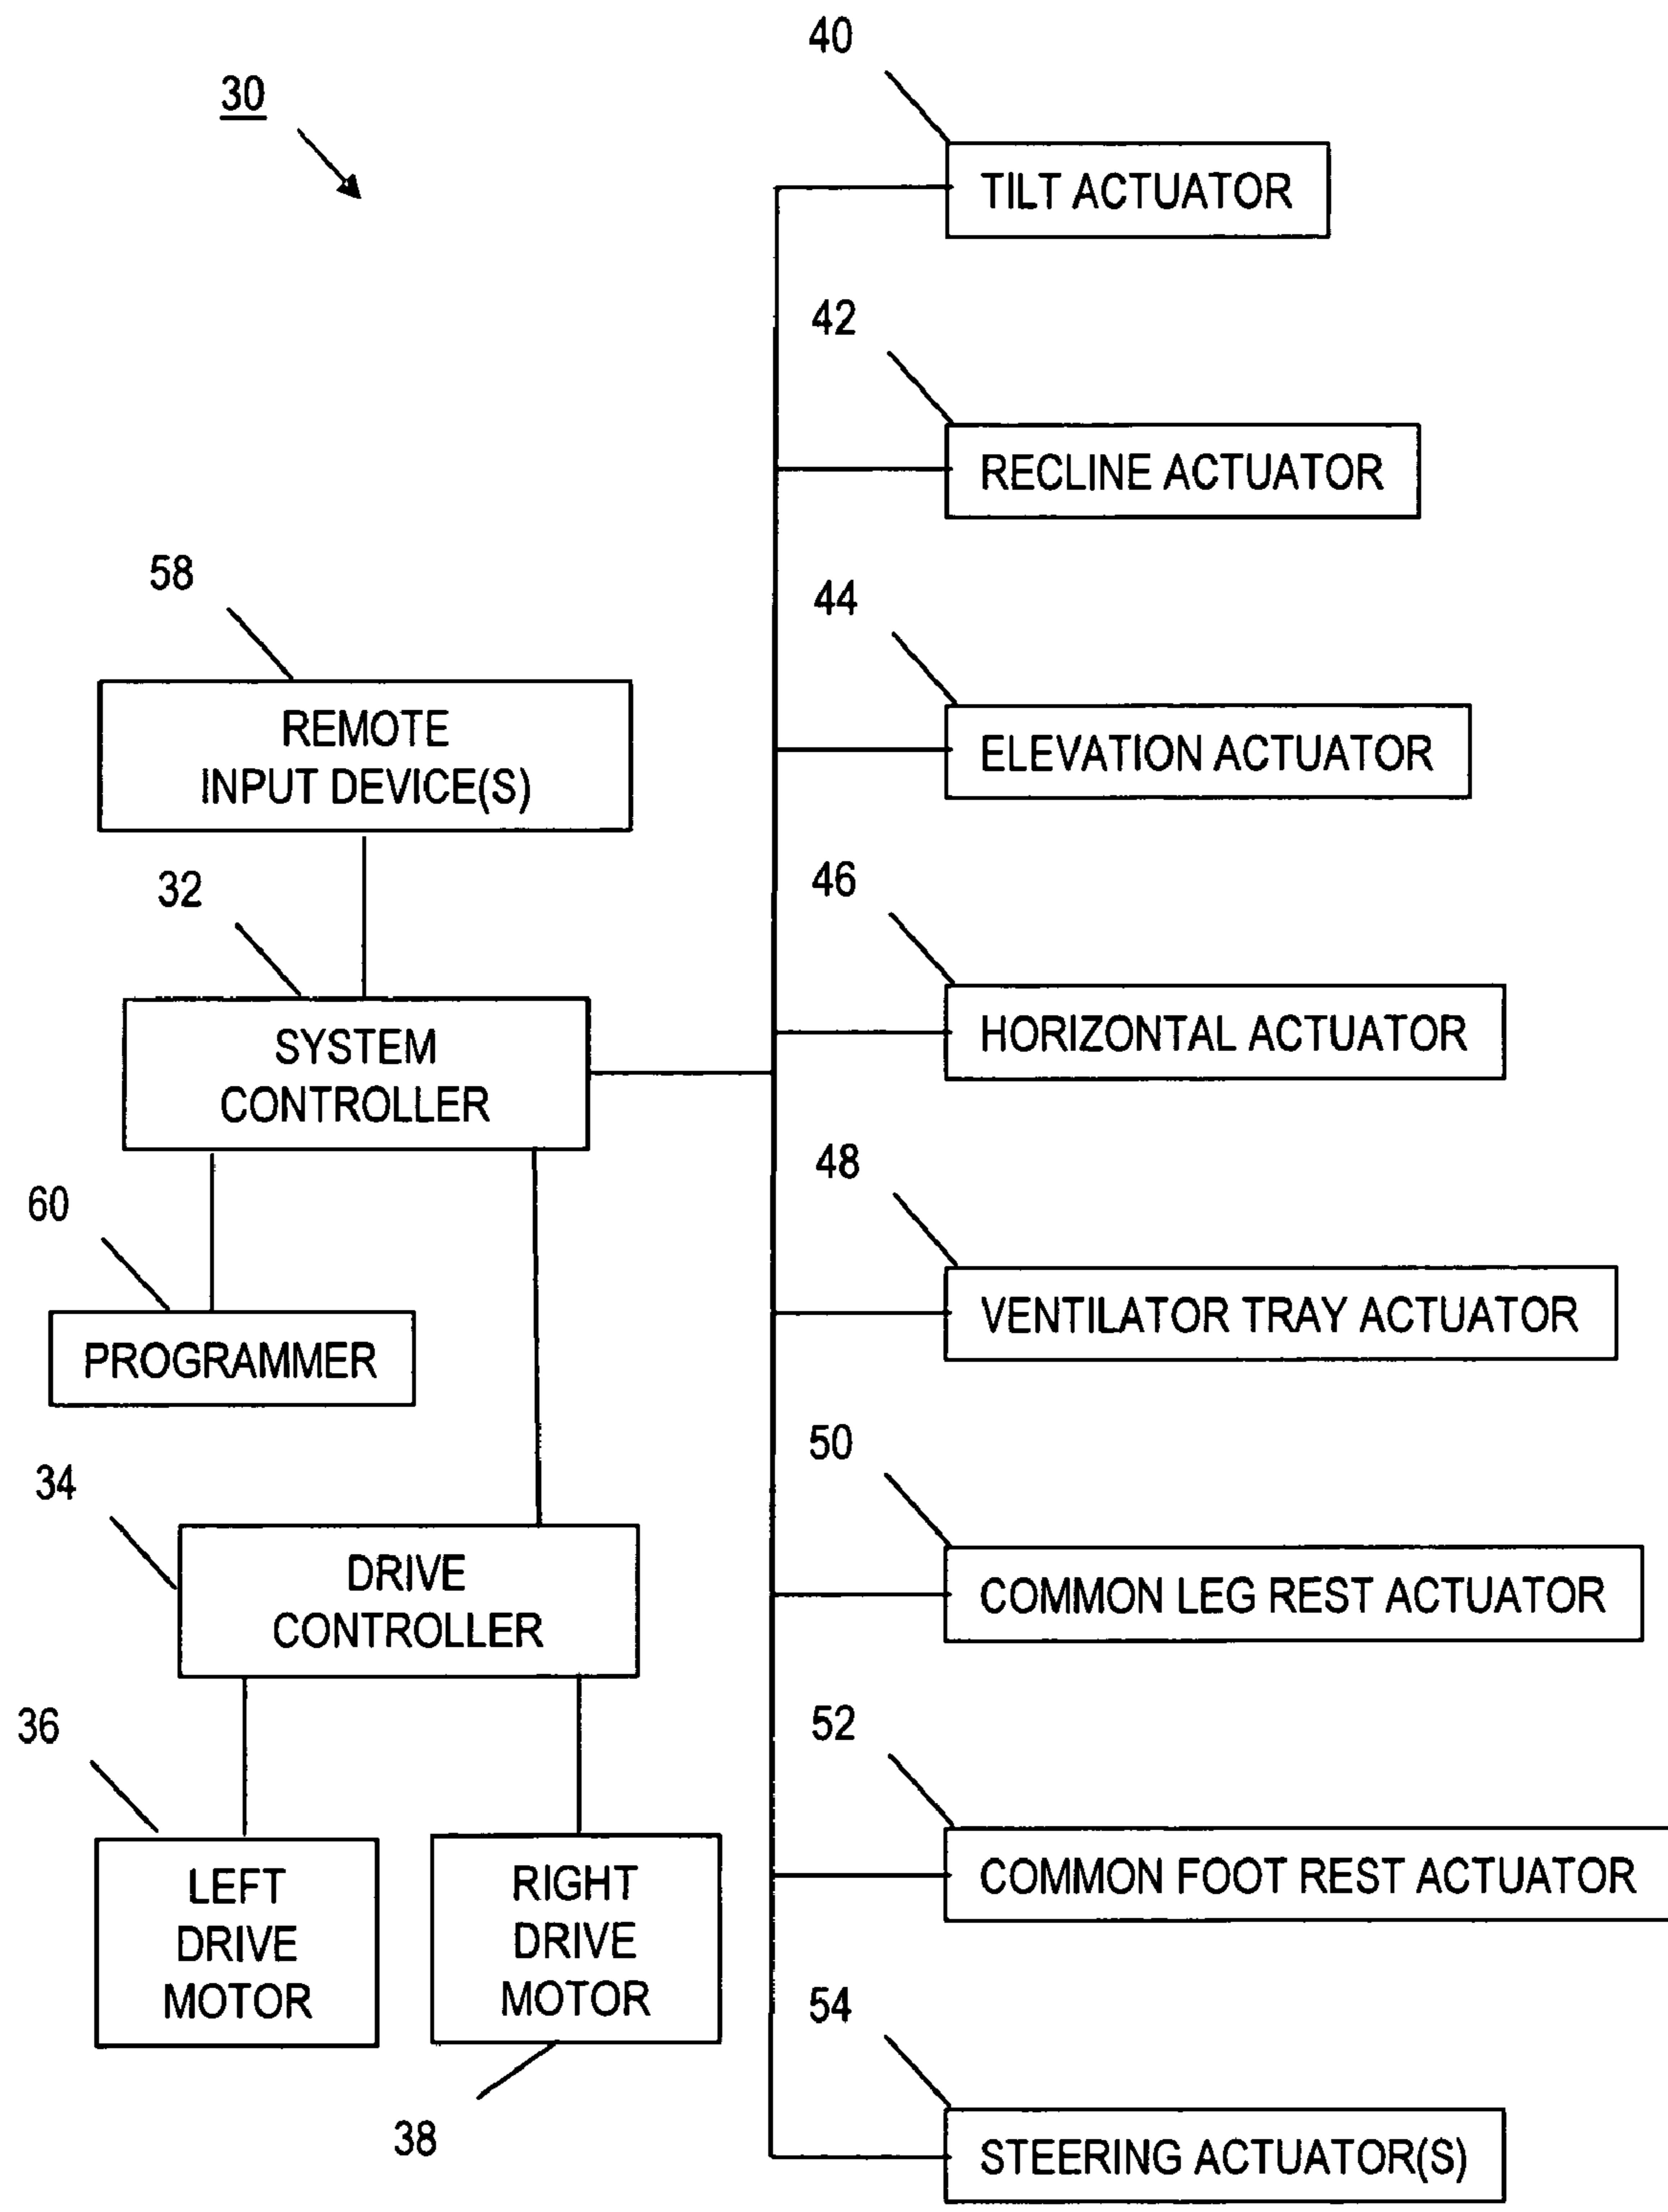 30
40
TILT ACTUATOR
42
RECLINE ACTUATOR
58
REMOTE
INPUT DEVICE(S)
44
ELEVATION ACTUATOR
32
SYSTEM
CONTROLLER
46
HORIZONTAL ACTUATOR
60
PROGRAMMER
48
VENTILATOR TRAY ACTUATOR
34
DRIVE
CONTROLLER
50
COMMON LEG REST ACTUATOR
36
LEFT
DRIVE
MOTOR
RIGHT
DRIVE
MOTOR
38
52
COMMON FOOT REST ACTUATOR
54
STEERING ACTUATOR(S)